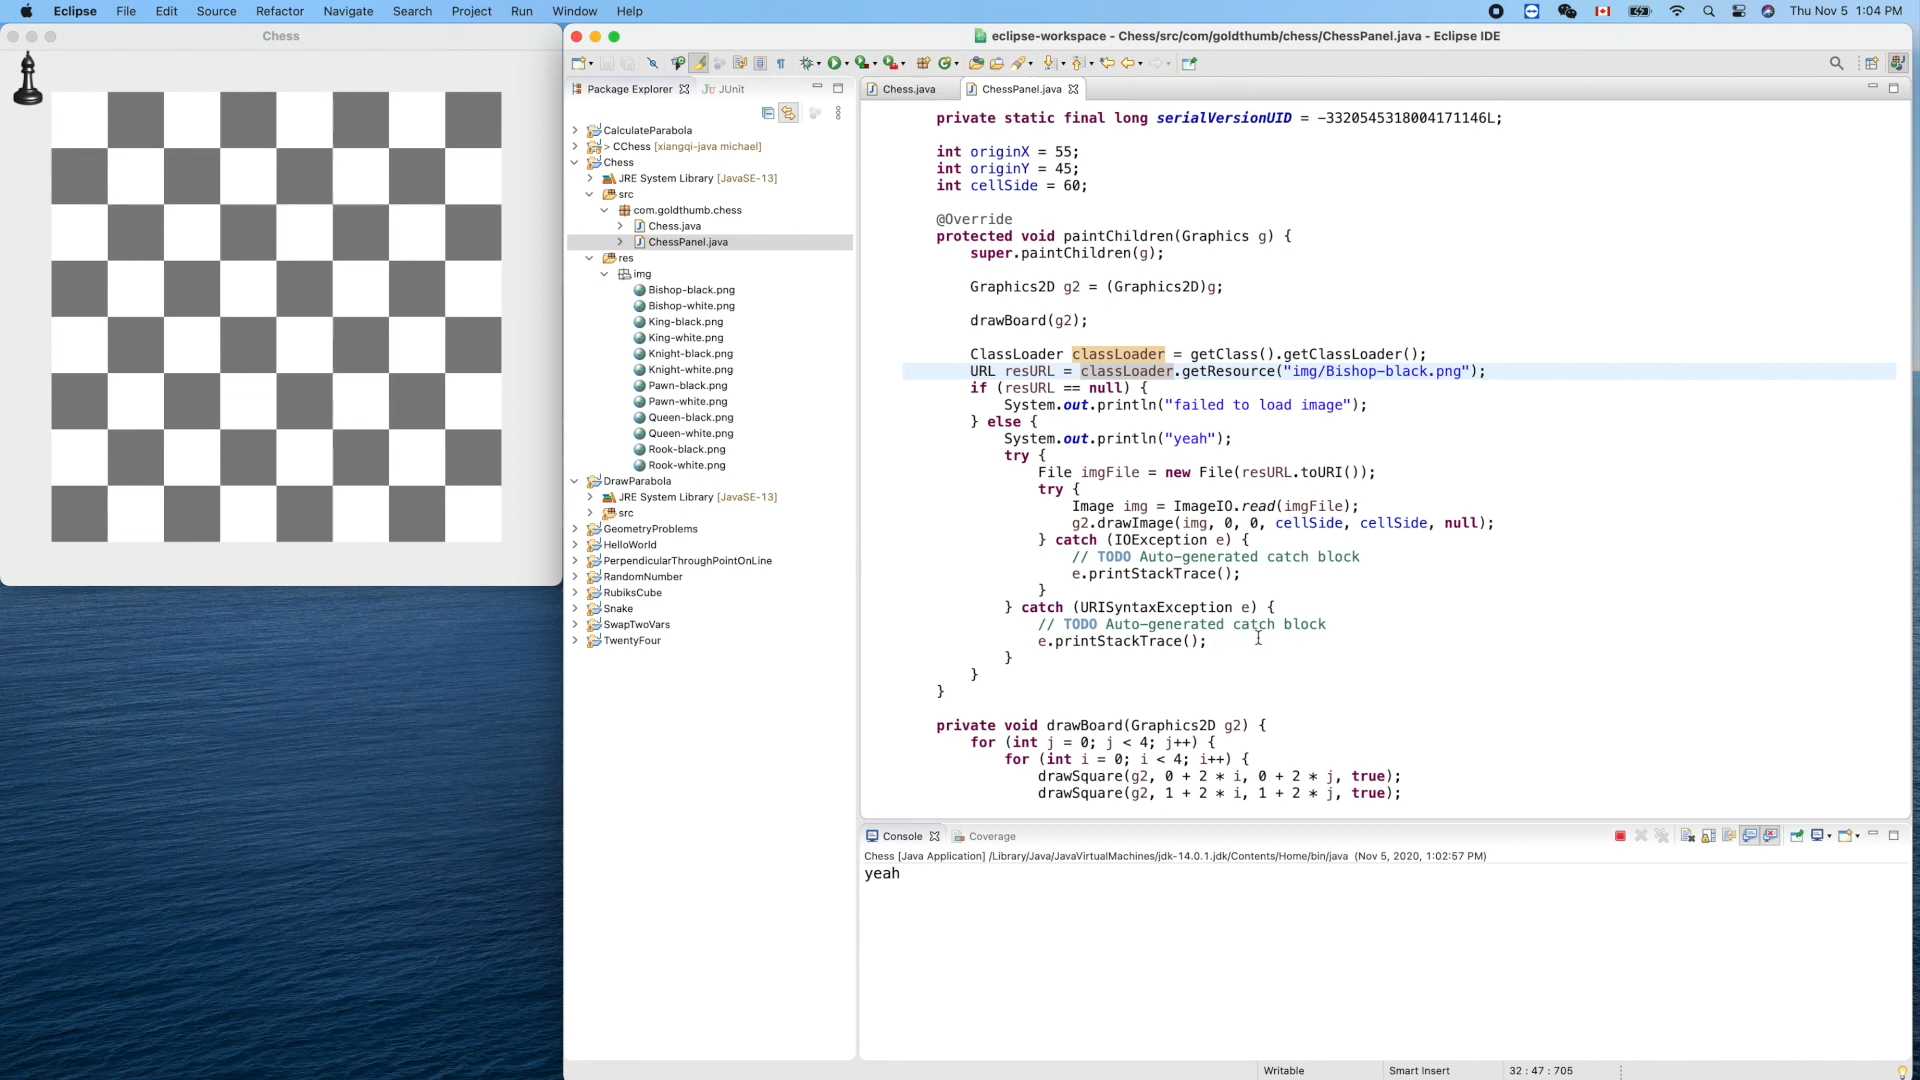 Eclipse File Edit Source Refactor Navigate Search Project Run Window Help
Thu Nov 5 1:04 PM
Chess
eclipse-workspace - Chess/src/com/goldthumb/chess/ChessPanel.java - Eclipse IDE
Package Explorer
JUnit
CalculateParabola
> CChess [xiangqi-java michael]
Chess
JRE System Library [JavaSE-13]
src
com.goldthumb.chess
Chess.java
ChessPanel.java
res
img
Bishop-black.png
Bishop-white.png
King-black.png
King-white.png
Knight-black.png
Knight-white.png
Pawn-black.png
Pawn-white.png
Queen-black.png
Queen-white.png
Rook-black.png
Rook-white.png
DrawParabola
JRE System Library [JavaSE-13]
src
GeometryProblems
HelloWorld
PerpendicularThroughPointOnLine
RandomNumber
RubiksCube
Snake
SwapTwoVars
TwentyFour
Chess.java
ChessPanel.java
private static final long serialVersionUID = -3320545318004171146L;
int originX = 55;
int originY = 45;
int cellSide = 60;
@Override
protected void paintChildren(Graphics g) {
super.paintChildren(g);
Graphics2D g2 = (Graphics2D)g;
drawBoard(g2);
ClassLoader classLoader = getClass().getClassLoader();
URL resURL = classLoader.getResource("img/Bishop-black.png");
if (resURL == null) {
System.out.println("failed to load image");
} else {
System.out.println("yeah");
try {
File imgFile = new File(resURL.toURI());
try {
Image img = ImageIO.read(imgFile);
g2.drawImage(img, 0, 0, cellSide, cellSide, null);
} catch (IOException e) {
// TODO Auto-generated catch block
e.printStackTrace();
}
} catch (URISyntaxException e) {
// TODO Auto-generated catch block
e.printStackTrace();
}
}
}
private void drawBoard(Graphics2D g2) {
for (int j = 0; j < 4; j++) {
for (int i = 0; i < 4; i++) {
drawSquare(g2, 0 + 2 * i, 0 + 2 * j, true);
drawSquare(g2, 1 + 2 * i, 1 + 2 * j, true);
Console
Coverage
Chess [Java Application] /Library/Java/JavaVirtualMachines/jdk-14.0.1.jdk/Contents/Home/bin/java (Nov 5, 2020, 1:02:57 PM)
yeah
Writable
Smart Insert
32 : 47 : 705